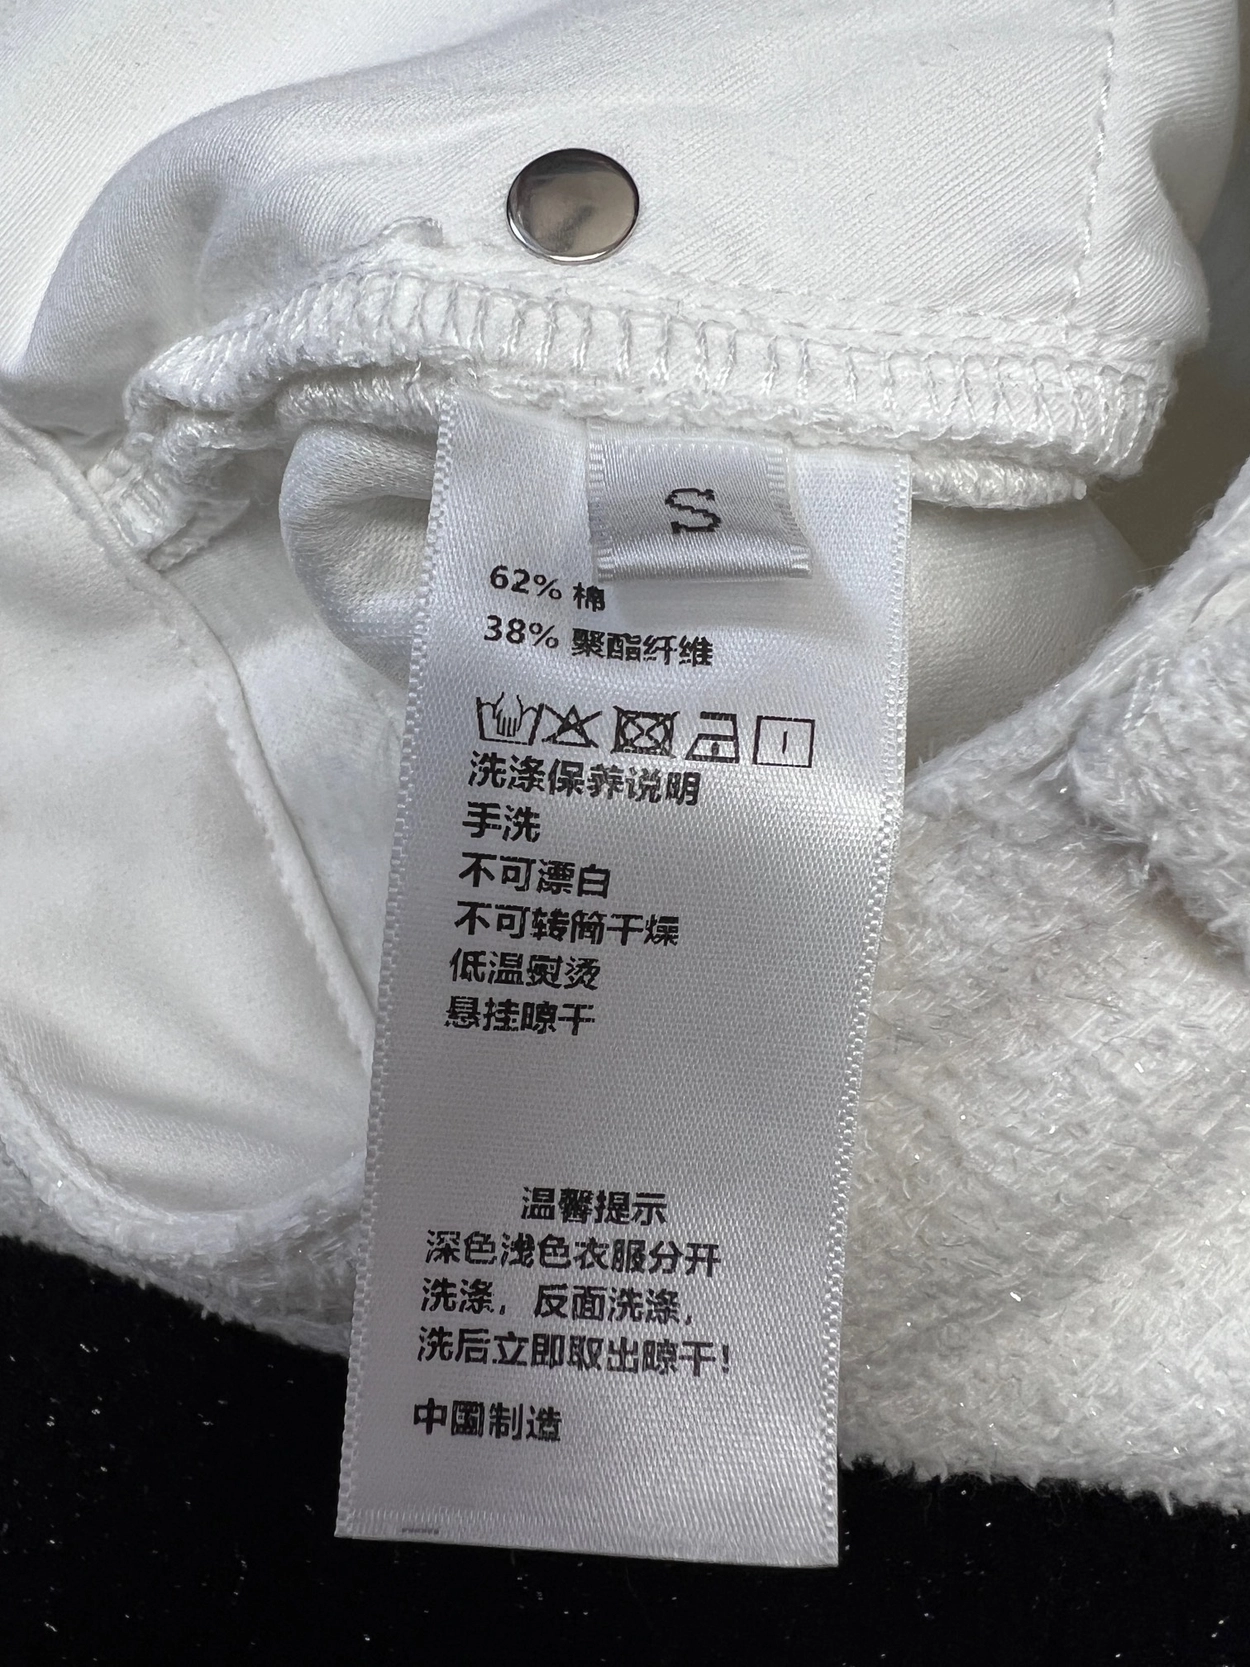 S
62% 棉
38% 聚酯纤维
洗涤保养说明
手洗
不可漂白
不可转筒干燥
低温熨烫
悬挂晾干
温馨提示
深色浅色衣服分开
洗涤，反面洗涤，
洗后立即取出晾干！
中国制造